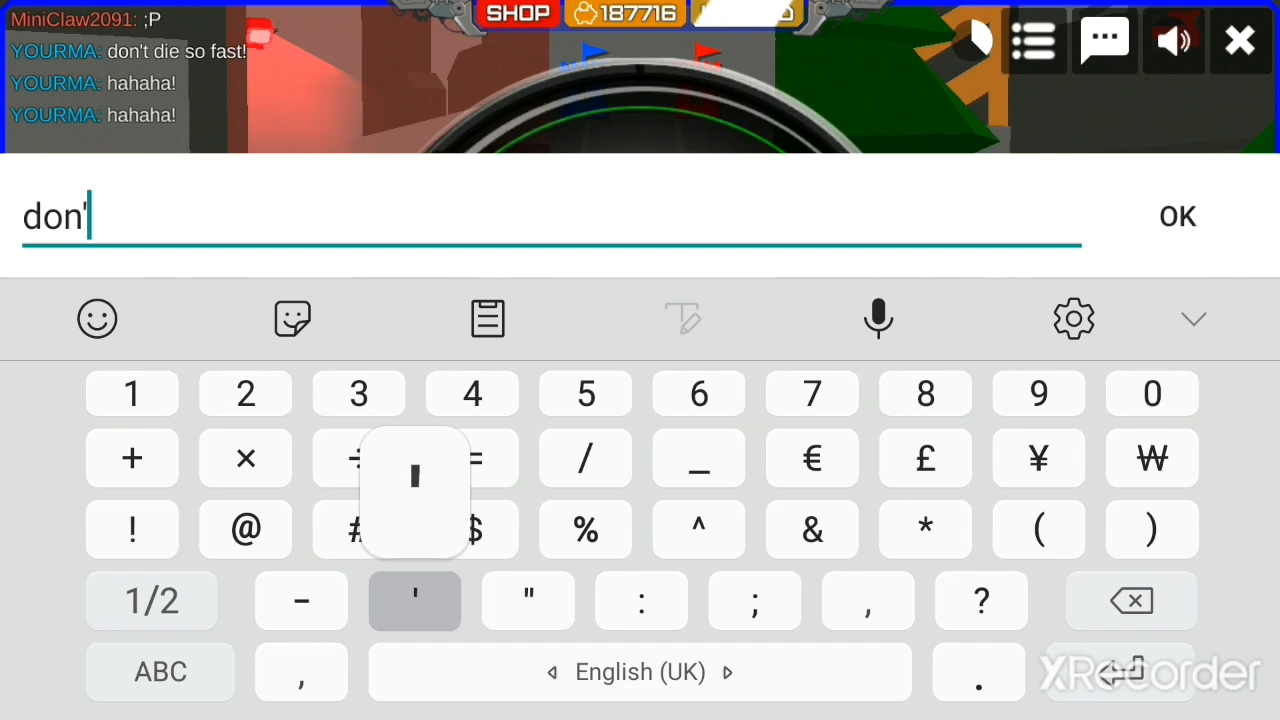 MiniClaw2091: ;P
YOURMA: don't die so fast!
YOURMA: hahaha!
YOURMA: hahaha!
SHOP
187716
don'
OK
1 2 3 4 5 6 7 8 9 0
+ × ÷ = / _ € £ ¥ ₩
'
! @ # $ % ^ & * ( )
1/2 - ' " : ; , ?
ABC , English (UK) .
XRecorder